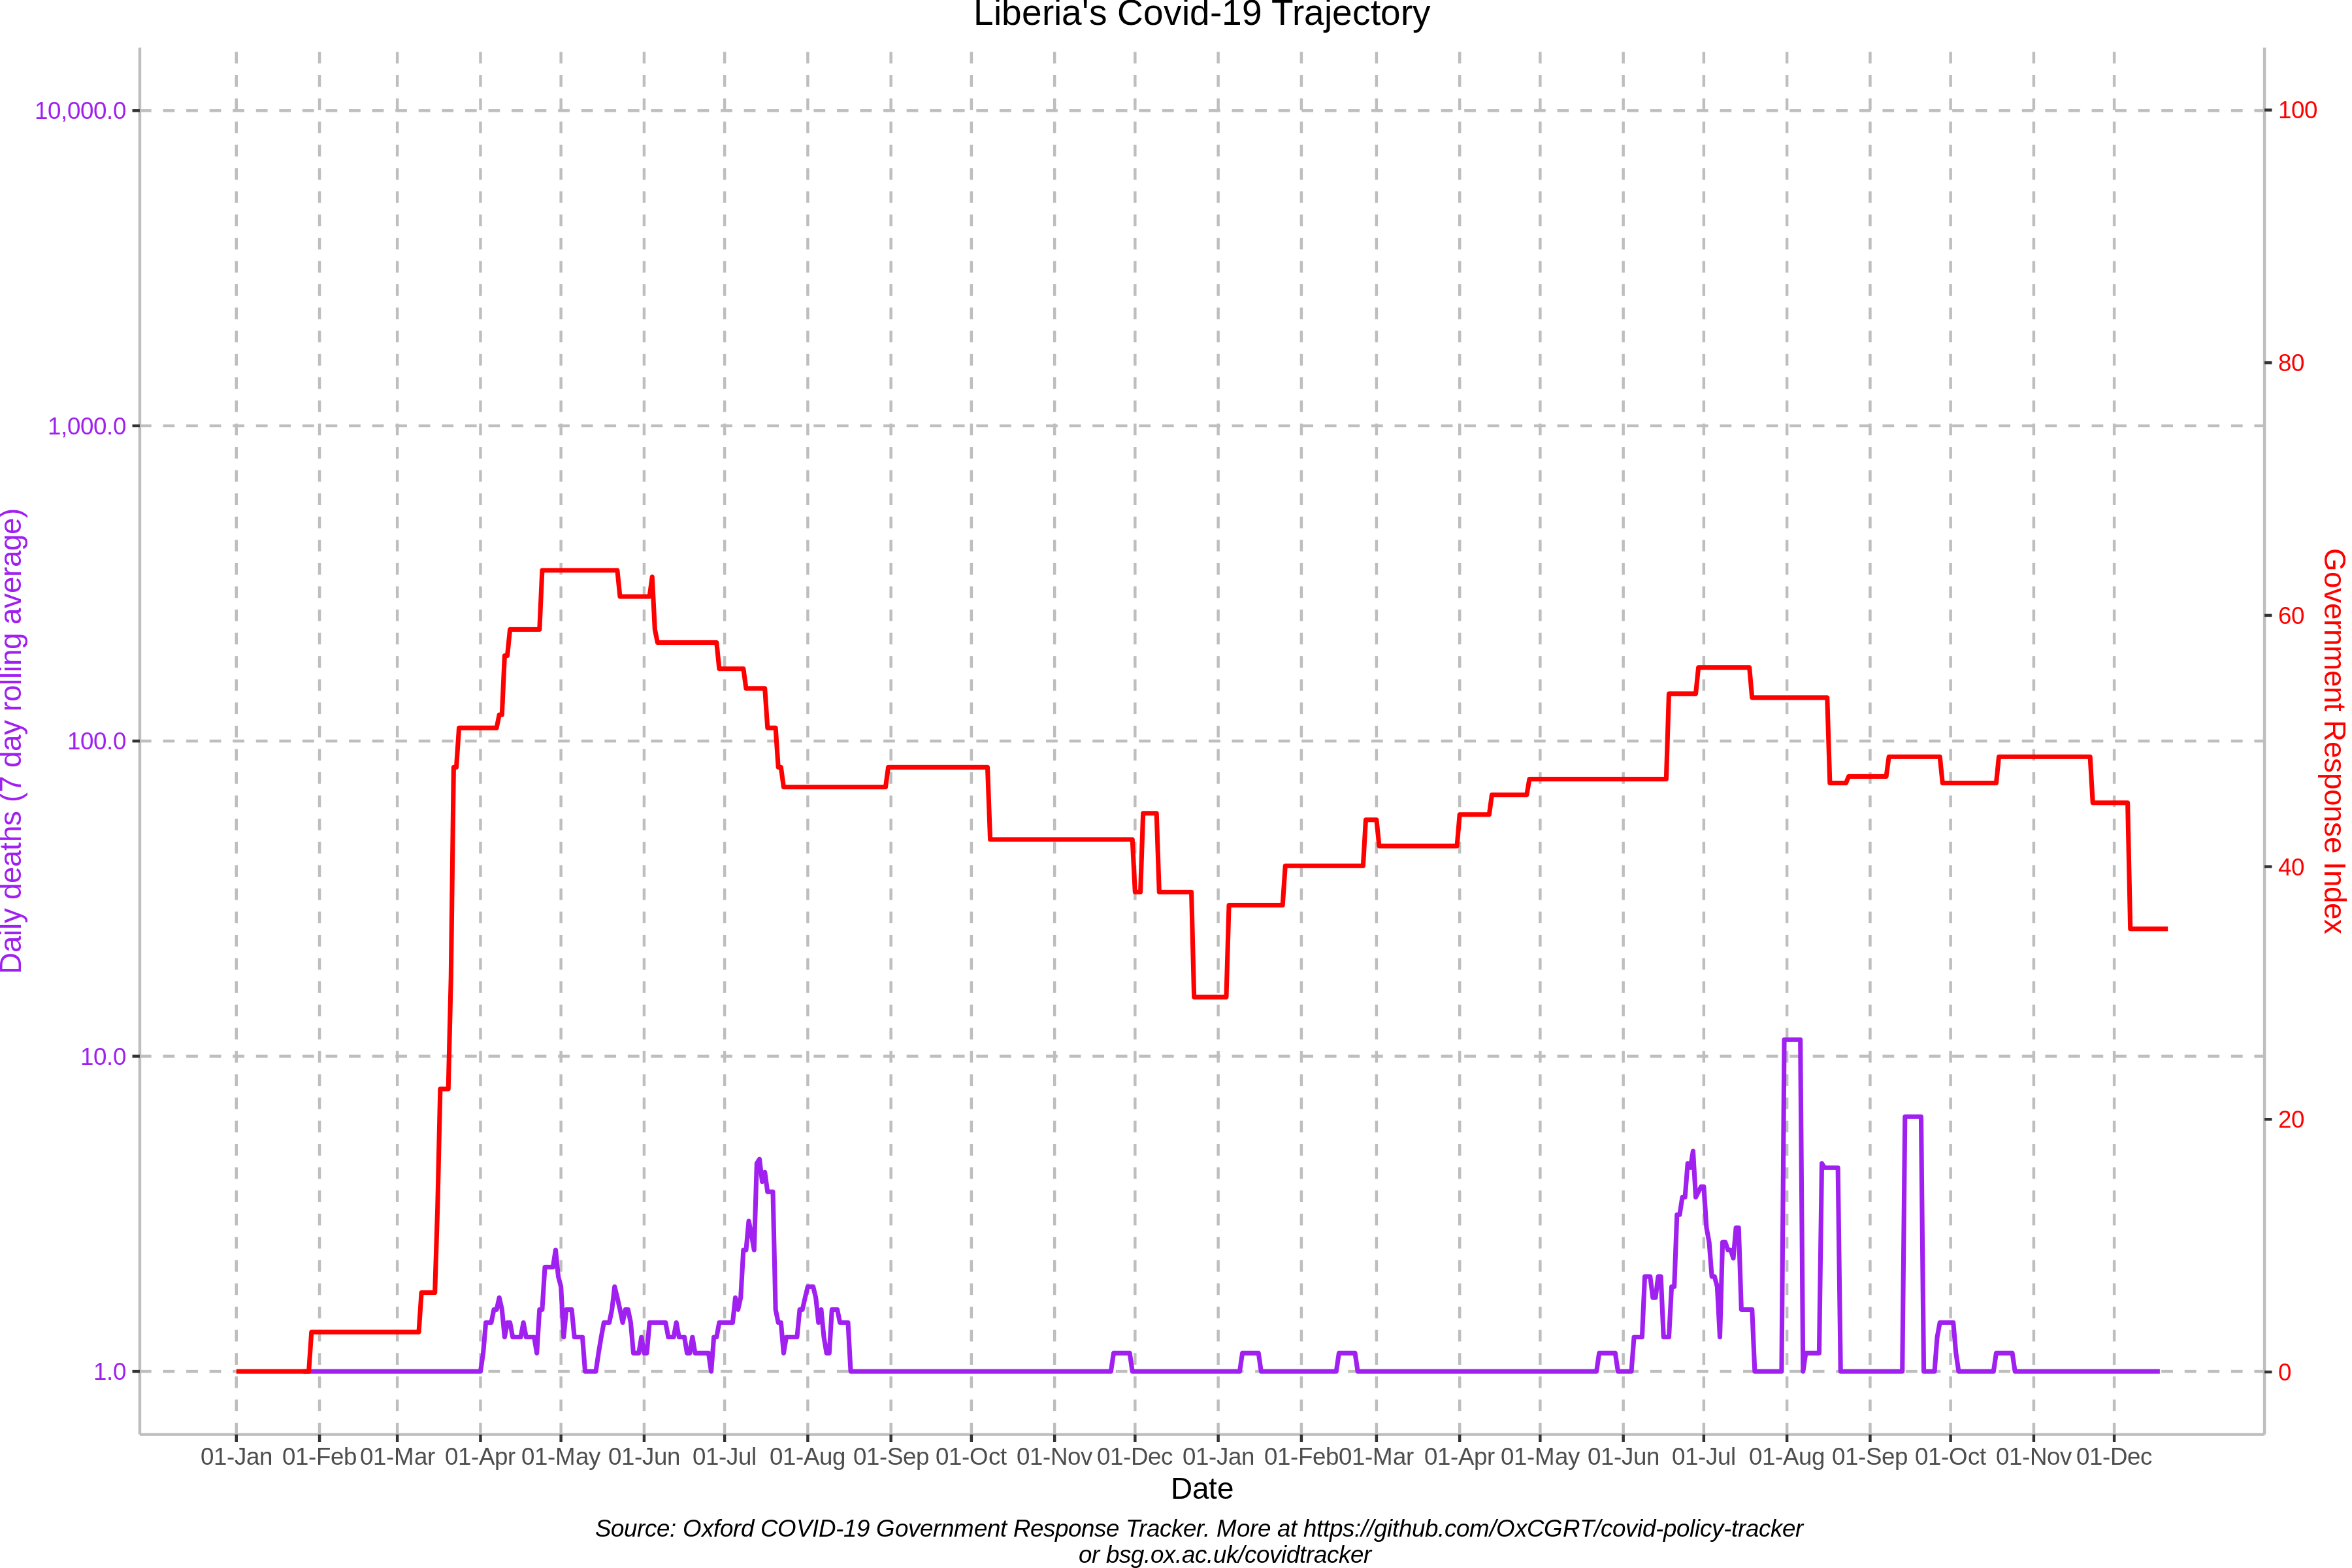 Liberia's Covid-19 Trajectory
10,000.0
1,000.0
100.0
10.0
1.0
Daily deaths (7 day rolling average)
100
80
60
40
20
0
Government Response Index
01-Jan 01-Feb 01-Mar 01-Apr 01-May 01-Jun 01-Jul 01-Aug 01-Sep 01-Oct 01-Nov 01-Dec 01-Jan 01-Feb 01-Mar 01-Apr 01-May 01-Jun 01-Jul 01-Aug 01-Sep 01-Oct 01-Nov 01-Dec
Date
Source: Oxford COVID-19 Government Response Tracker. More at https://github.com/OxCGRT/covid-policy-tracker
or bsg.ox.ac.uk/covidtracker